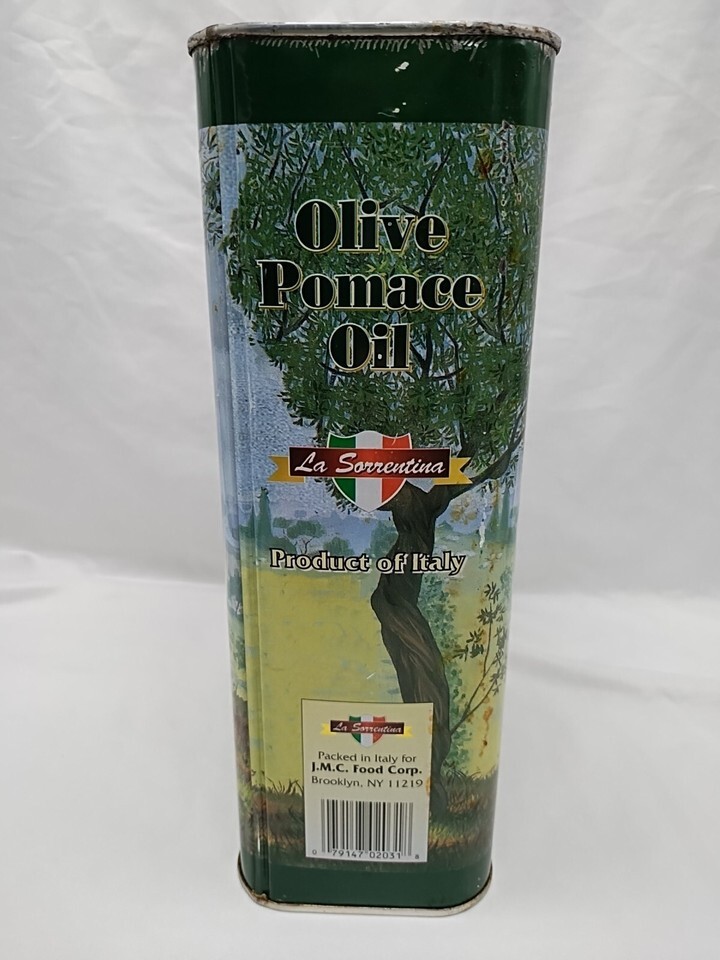 Olive
Pomace
Oil
La Sorrentina
Product of Italy
La Sorrentina
Packed in Italy for
J.M.C. Food Corp.
Brooklyn, NY 11219
0 79147 02031 8